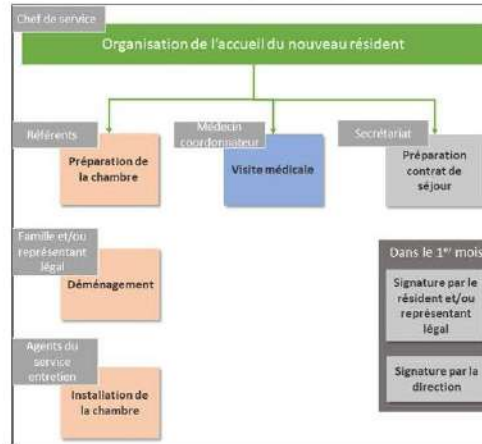 Chef de service
Organisation de l'accueil du nouveau résident
Référents
Préparation de
la chambre
Médecin
coordonnateur
Visite médicale
Secrétariat
Préparation
contrat de
séjour
Famille et/ou
représentant
légal
Déménagement
Dans le 1er mois
Signature par le
résident et/ou
représentant
légal
Signature par la
direction
Agents du
service
entretien
Installation de
la chambre